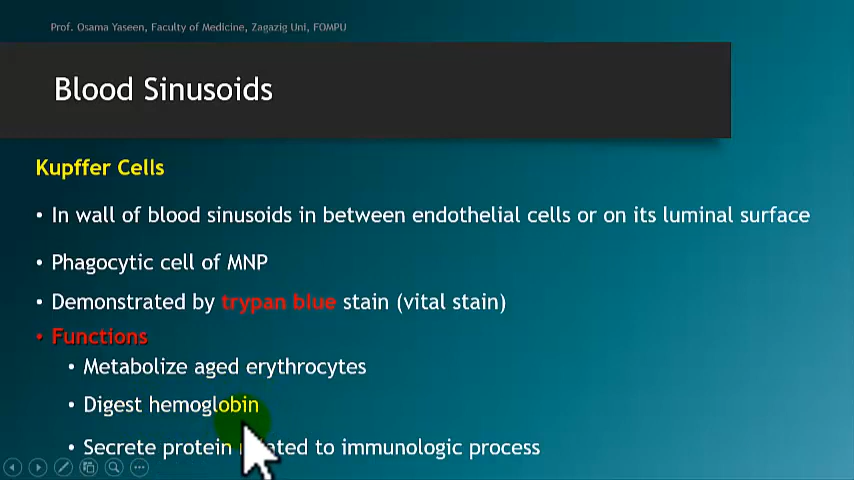 Prof. Osama Yaseen, Faculty of Medicine, Zagazig Uni, FOMPU
Blood Sinusoids
Kupffer Cells
• In wall of blood sinusoids in between endothelial cells or on its luminal surface
• Phagocytic cell of MNP
• Demonstrated by trypan blue stain (vital stain)
• Functions
• Metabolize aged erythrocytes
• Digest hemoglobin
• Secrete protein related to immunologic process